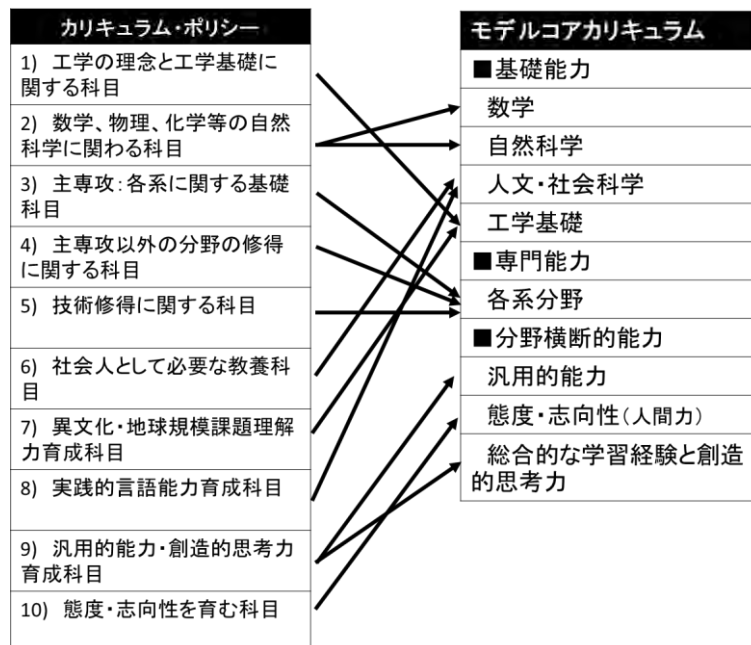 カリキュラム・ポリシー
1) 工学の理念と工学基礎に
関する科目
2) 数学、物理、化学等の自然
科学に関わる科目
3) 主専攻：各系に関する基礎
科目
4) 主専攻以外の分野の修得
に関する科目
5) 技術修得に関する科目
6) 社会人として必要な教養科
目
7) 異文化・地球規模課題理解
力育成科目
8) 実践的言語能力育成科目
9) 汎用的能力・創造的思考力
育成科目
10) 態度・志向性を育む科目
モデルコアカリキュラム
■基礎能力
数学
自然科学
人文・社会科学
工学基礎
■専門能力
各系分野
■分野横断的能力
汎用的能力
態度・志向性（人間力）
総合的な学習経験と創造
的思考力